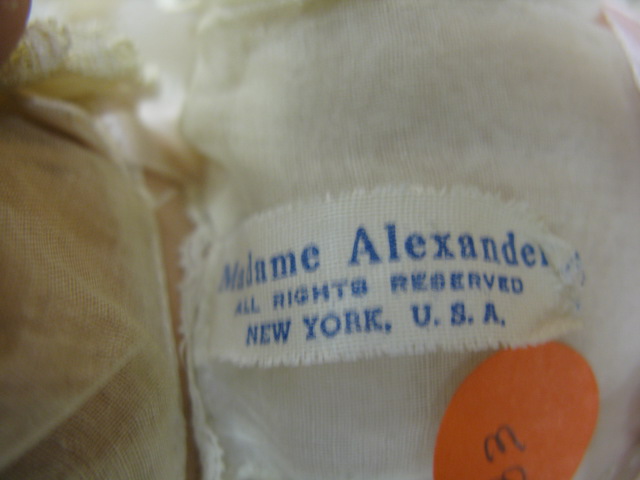 Madame Alexander
ALL RIGHTS RESERVED
NEW YORK, U.S.A.